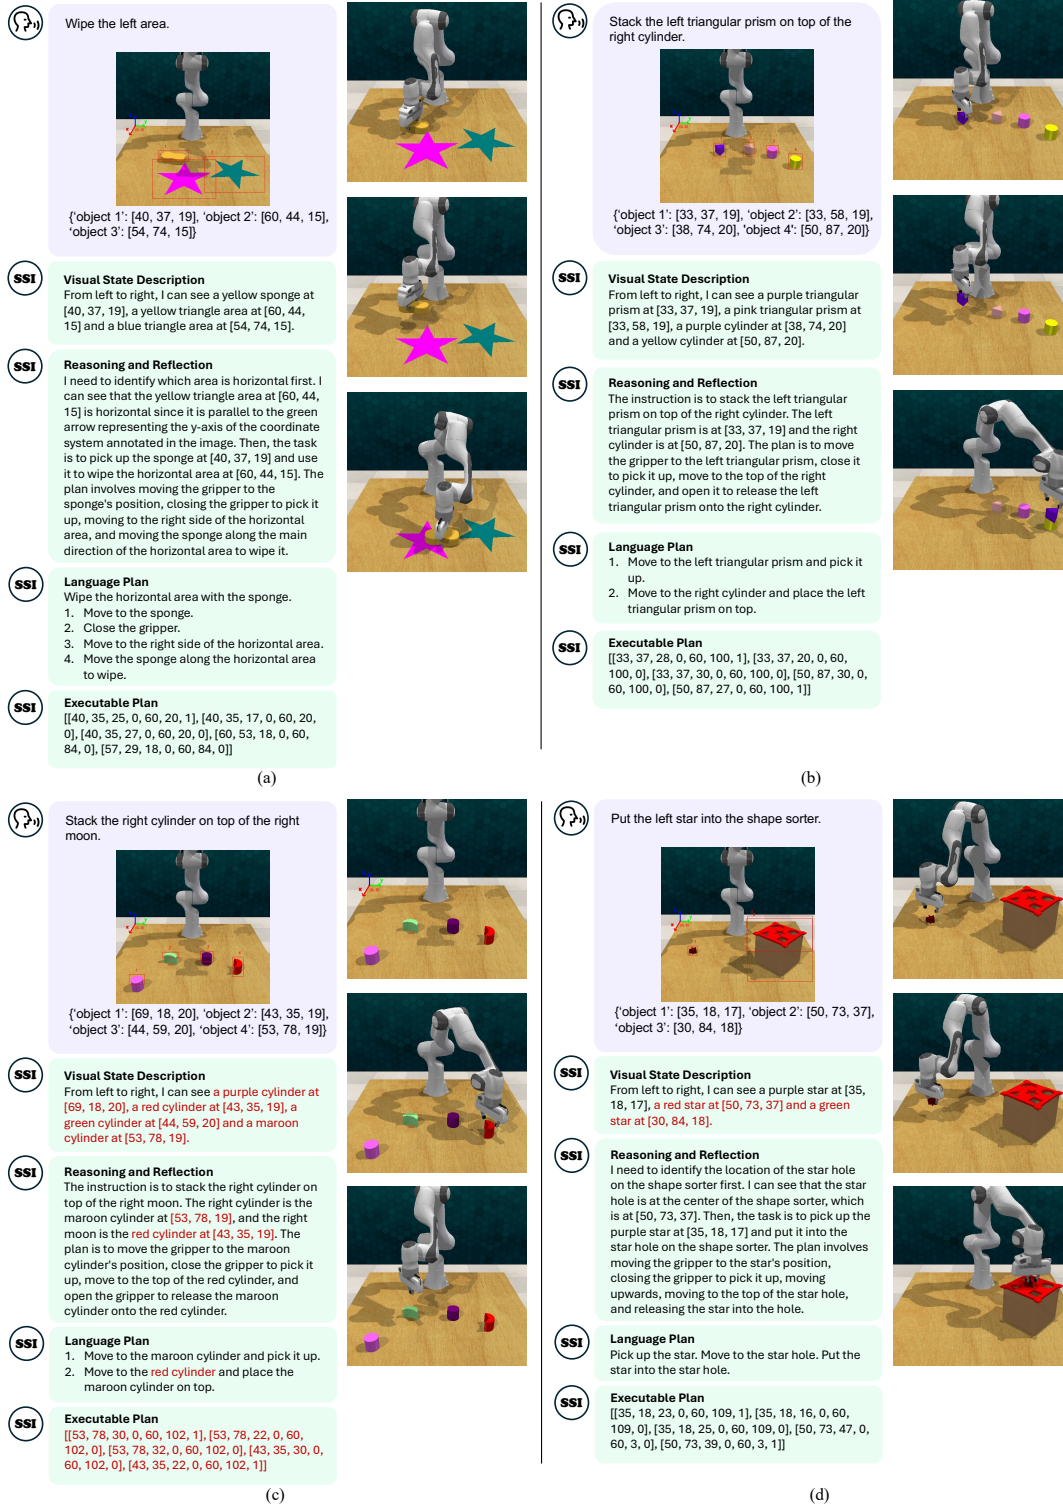 Wipe the left area.
{'object 1': [40, 37, 19], 'object 2': [60, 44, 15],
'object 3': [54, 74, 15]}
SSI
Visual State Description
From left to right, I can see a yellow sponge at
[40, 37, 19], a yellow triangle area at [60, 44,
15] and a blue triangle area at [54, 74, 15].
SSI
Reasoning and Reflection
I need to identify which area is horizontal first. I
can see that the yellow triangle area at [60, 44,
15] is horizontal since it is parallel to the green
arrow representing the y-axis of the coordinate
system annotated in the image. Then, the task
is to pick up the sponge at [40, 37, 19] and use
it to wipe the horizontal area at [60, 44, 15]. The
plan involves moving the gripper to the
sponge's position, closing the gripper to pick it
up, moving to the right side of the horizontal
area, and moving the sponge along the main
direction of the horizontal area to wipe it.
SSI
Language Plan
Wipe the horizontal area with the sponge.
1. Move to the sponge.
2. Close the gripper.
3. Move to the right side of the horizontal area.
4. Move the sponge along the horizontal area
to wipe.
SSI
Executable Plan
[[40, 35, 25, 0, 60, 20, 1], [40, 35, 17, 0, 60, 20,
0], [40, 35, 27, 0, 60, 20, 0], [60, 53, 18, 0, 60,
84, 0], [57, 29, 18, 0, 60, 84, 0]]
(a)
Stack the left triangular prism on top of the
right cylinder.
{'object 1': [33, 37, 19], 'object 2': [33, 58, 19],
'object 3': [38, 74, 20], 'object 4': [50, 87, 20]}
SSI
Visual State Description
From left to right, I can see a purple triangular
prism at [33, 37, 19], a pink triangular prism at
[33, 58, 19], a purple cylinder at [38, 74, 20]
and a yellow cylinder at [50, 87, 20].
SSI
Reasoning and Reflection
The instruction is to stack the left triangular
prism on top of the right cylinder. The left
triangular prism is at [33, 37, 19] and the right
cylinder is at [50, 87, 20]. The plan is to move
the gripper to the left triangular prism, close it
to pick it up, move to the top of the right
cylinder, and open it to release the left
triangular prism onto the right cylinder.
SSI
Language Plan
1. Move to the left triangular prism and pick it
up.
2. Move to the right cylinder and place the left
triangular prism on top.
SSI
Executable Plan
[[33, 37, 28, 0, 60, 100, 1], [33, 37, 20, 0, 60,
100, 0], [33, 37, 30, 0, 60, 100, 0], [50, 87, 30, 0,
60, 100, 0], [50, 87, 27, 0, 60, 100, 1]]
(b)
Stack the right cylinder on top of the right
moon.
{'object 1': [69, 18, 20], 'object 2': [43, 35, 19],
'object 3': [44, 59, 20], 'object 4': [53, 78, 19]}
SSI
Visual State Description
From left to right, I can see a purple cylinder at
[69, 18, 20], a red cylinder at [43, 35, 19], a
green cylinder at [44, 59, 20] and a maroon
cylinder at [53, 78, 19].
SSI
Reasoning and Reflection
The instruction is to stack the right cylinder on
top of the right moon. The right cylinder is the
maroon cylinder at [53, 78, 19], and the right
moon is the red cylinder at [43, 35, 19]. The
plan is to move the gripper to the maroon
cylinder's position, close the gripper to pick it
up, move to the top of the red cylinder, and
open the gripper to release the maroon
cylinder onto the red cylinder.
SSI
Language Plan
1. Move to the maroon cylinder and pick it up.
2. Move to the red cylinder and place the
maroon cylinder on top.
SSI
Executable Plan
[[53, 78, 30, 0, 60, 102, 1], [53, 78, 22, 0, 60,
102, 0], [53, 78, 32, 0, 60, 102, 0], [43, 35, 30, 0,
60, 102, 0], [43, 35, 22, 0, 60, 102, 1]]
(c)
Put the left star into the shape sorter.
{'object 1': [35, 18, 17], 'object 2': [50, 73, 37],
'object 3': [30, 84, 18]}
SSI
Visual State Description
From left to right, I can see a purple star at [35,
18, 17], a red star at [50, 73, 37] and a green
star at [30, 84, 18].
SSI
Reasoning and Reflection
I need to identify the location of the star hole
on the shape sorter first. I can see that the star
hole is at the center of the shape sorter, which
is at [50, 73, 37]. Then, the task is to pick up the
purple star at [35, 18, 17] and put it into the
star hole on the shape sorter. The plan involves
moving the gripper to the star's position,
closing the gripper to pick it up, moving
upwards, moving to the top of the star hole,
and releasing the star into the hole.
SSI
Language Plan
Pick up the star. Move to the star hole. Put the
star into the star hole.
SSI
Executable Plan
[[35, 18, 23, 0, 60, 109, 1], [35, 18, 16, 0, 60,
109, 0], [35, 18, 25, 0, 60, 109, 0], [50, 73, 47, 0,
60, 3, 0], [50, 73, 39, 0, 60, 3, 1]]
(d)